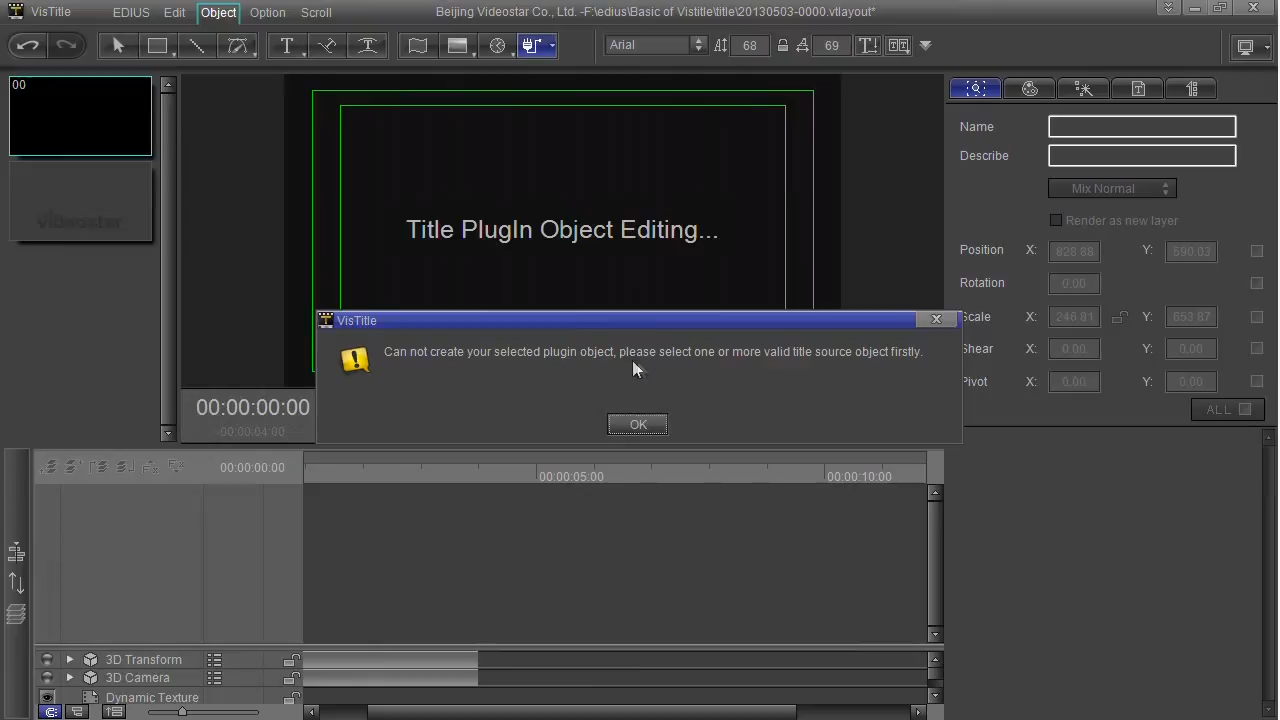 VisTitle EDIUS Edit Object Option Scroll Beijing Videostar Co., Ltd. -F:\edius\Basic of Vistitle\title\20130503-0000.vtlayout*
Arial 68 69
00
videostar
Title PlugIn Object Editing...
Name
Describe
Mix Normal
Render as new layer
Position X: 828.88 Y: 590.03
Rotation 0.00
Scale X: 246.81 Y: 653.87
Shear X: 0.00 Y: 0.00
Pivot X: 0.00 Y: 0.00
ALL
VisTitle
Can not create your selected plugin object, please select one or more valid title source object firstly.
OK
00:00:00:00
00:00:04:00
00:00:00:00 00:00:05:00 00:00:10:00
3D Transform
3D Camera
Dynamic Texture